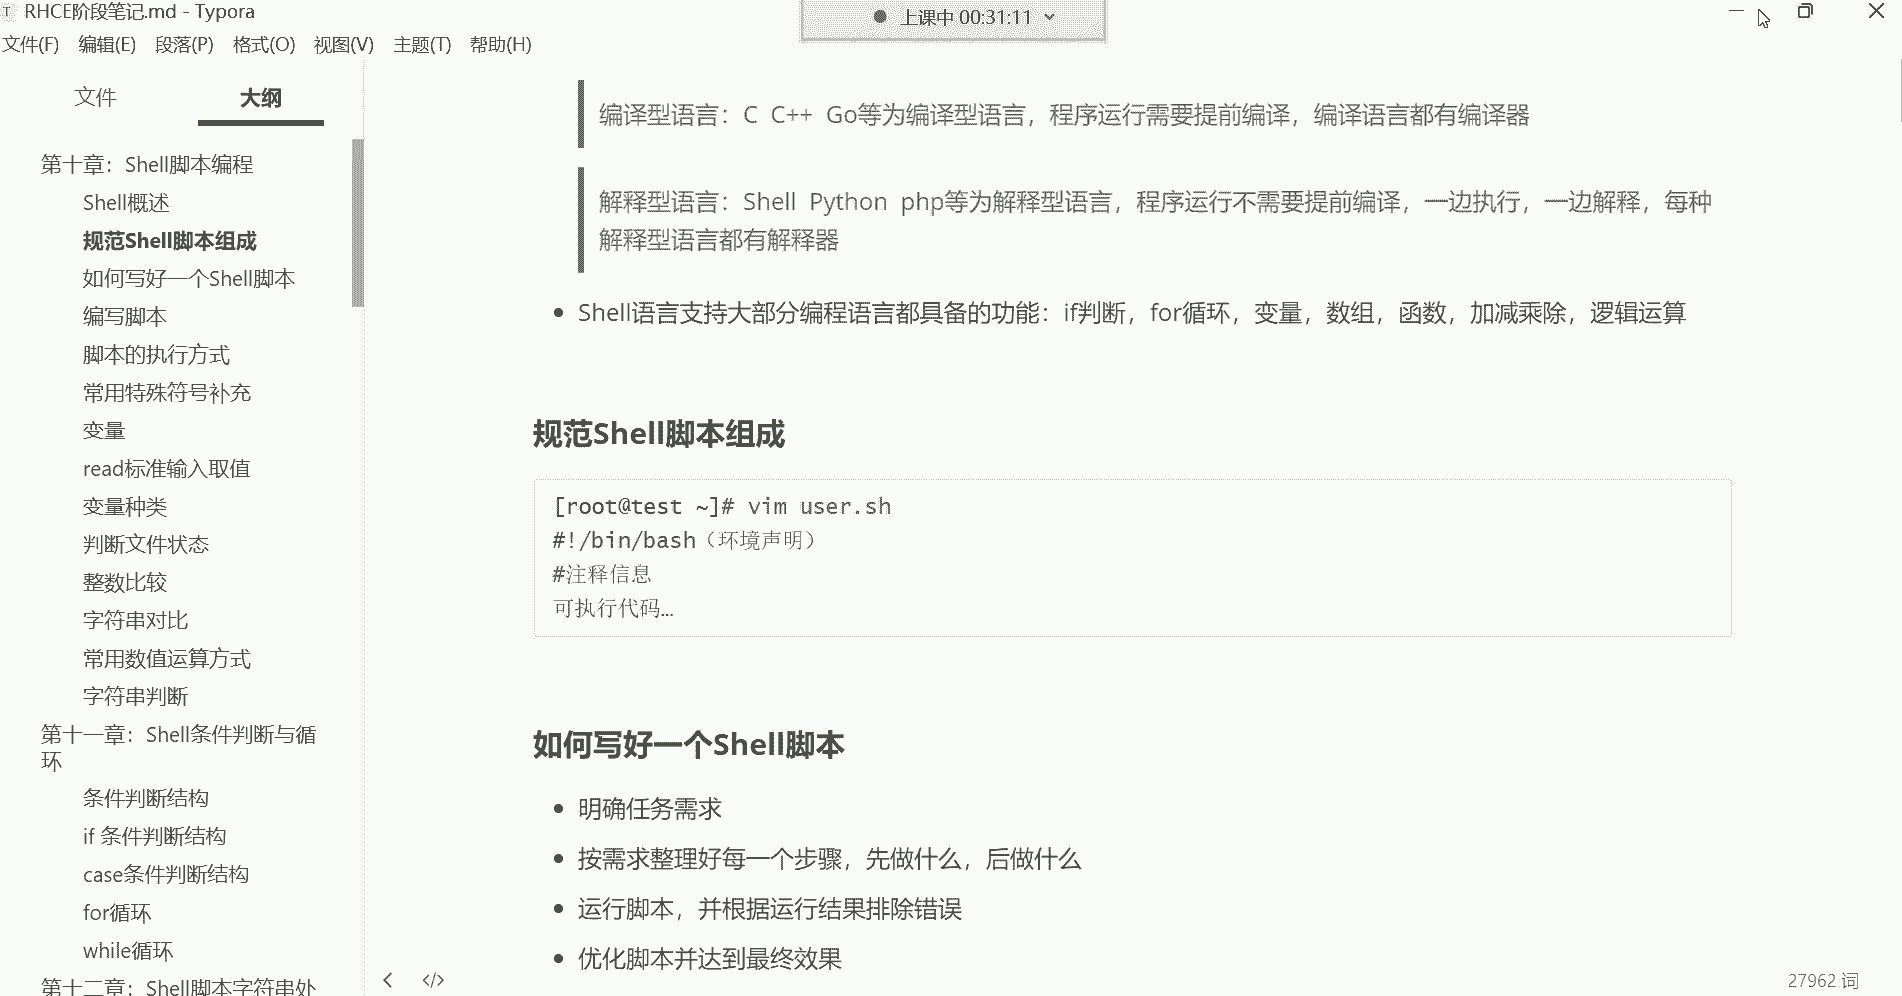 RHCE阶段笔记.md - Typora
上课中 00:31:11
文件(F) 编辑(E) 段落(P) 格式(O) 视图(V) 主题(T) 帮助(H)
文件 大纲
第十章：Shell脚本编程
Shell概述
规范Shell脚本组成
如何写好一个Shell脚本
编写脚本
脚本的执行方式
常用特殊符号补充
变量
read标准输入取值
变量种类
判断文件状态
整数比较
字符串对比
常用数值运算方式
字符串判断
第十一章：Shell条件判断与循
环
条件判断结构
if 条件判断结构
case条件判断结构
for循环
while循环
第十二章：Shell脚本字符串处
编译型语言：C C++ Go等为编译型语言，程序运行需要提前编译，编译语言都有编译器
解释型语言：Shell Python php等为解释型语言，程序运行不需要提前编译，一边执行，一边解释，每种
解释型语言都有解释器
Shell语言支持大部分编程语言都具备的功能：if判断，for循环，变量，数组，函数，加减乘除，逻辑运算
规范Shell脚本组成
[root@test ~]# vim user.sh
#!/bin/bash（环境声明）
#注释信息
可执行代码...
如何写好一个Shell脚本
明确任务需求
按需求整理好每一个步骤，先做什么，后做什么
运行脚本，并根据运行结果排除错误
优化脚本并达到最终效果
27962 词